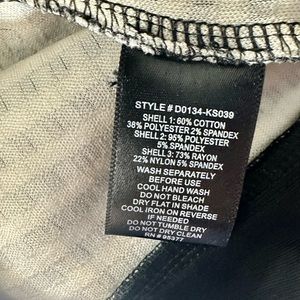 STYLE # D0134-KS039
SHELL 1: 60% COTTON
38% POLYESTER 2% SPANDEX
SHELL 2: 95% POLYESTER
5% SPANDEX
SHELL 3: 73% RAYON
22% NYLON 5% SPANDEX
WASH SEPARATELY
BEFORE USE
COOL HAND WASH
DO NOT BLEACH
DRY FLAT IN SHADE
COOL IRON ON REVERSE
IF NEEDED
DO NOT TUMBLE DRY
DO NOT DRY CLEAN
RN # 95377